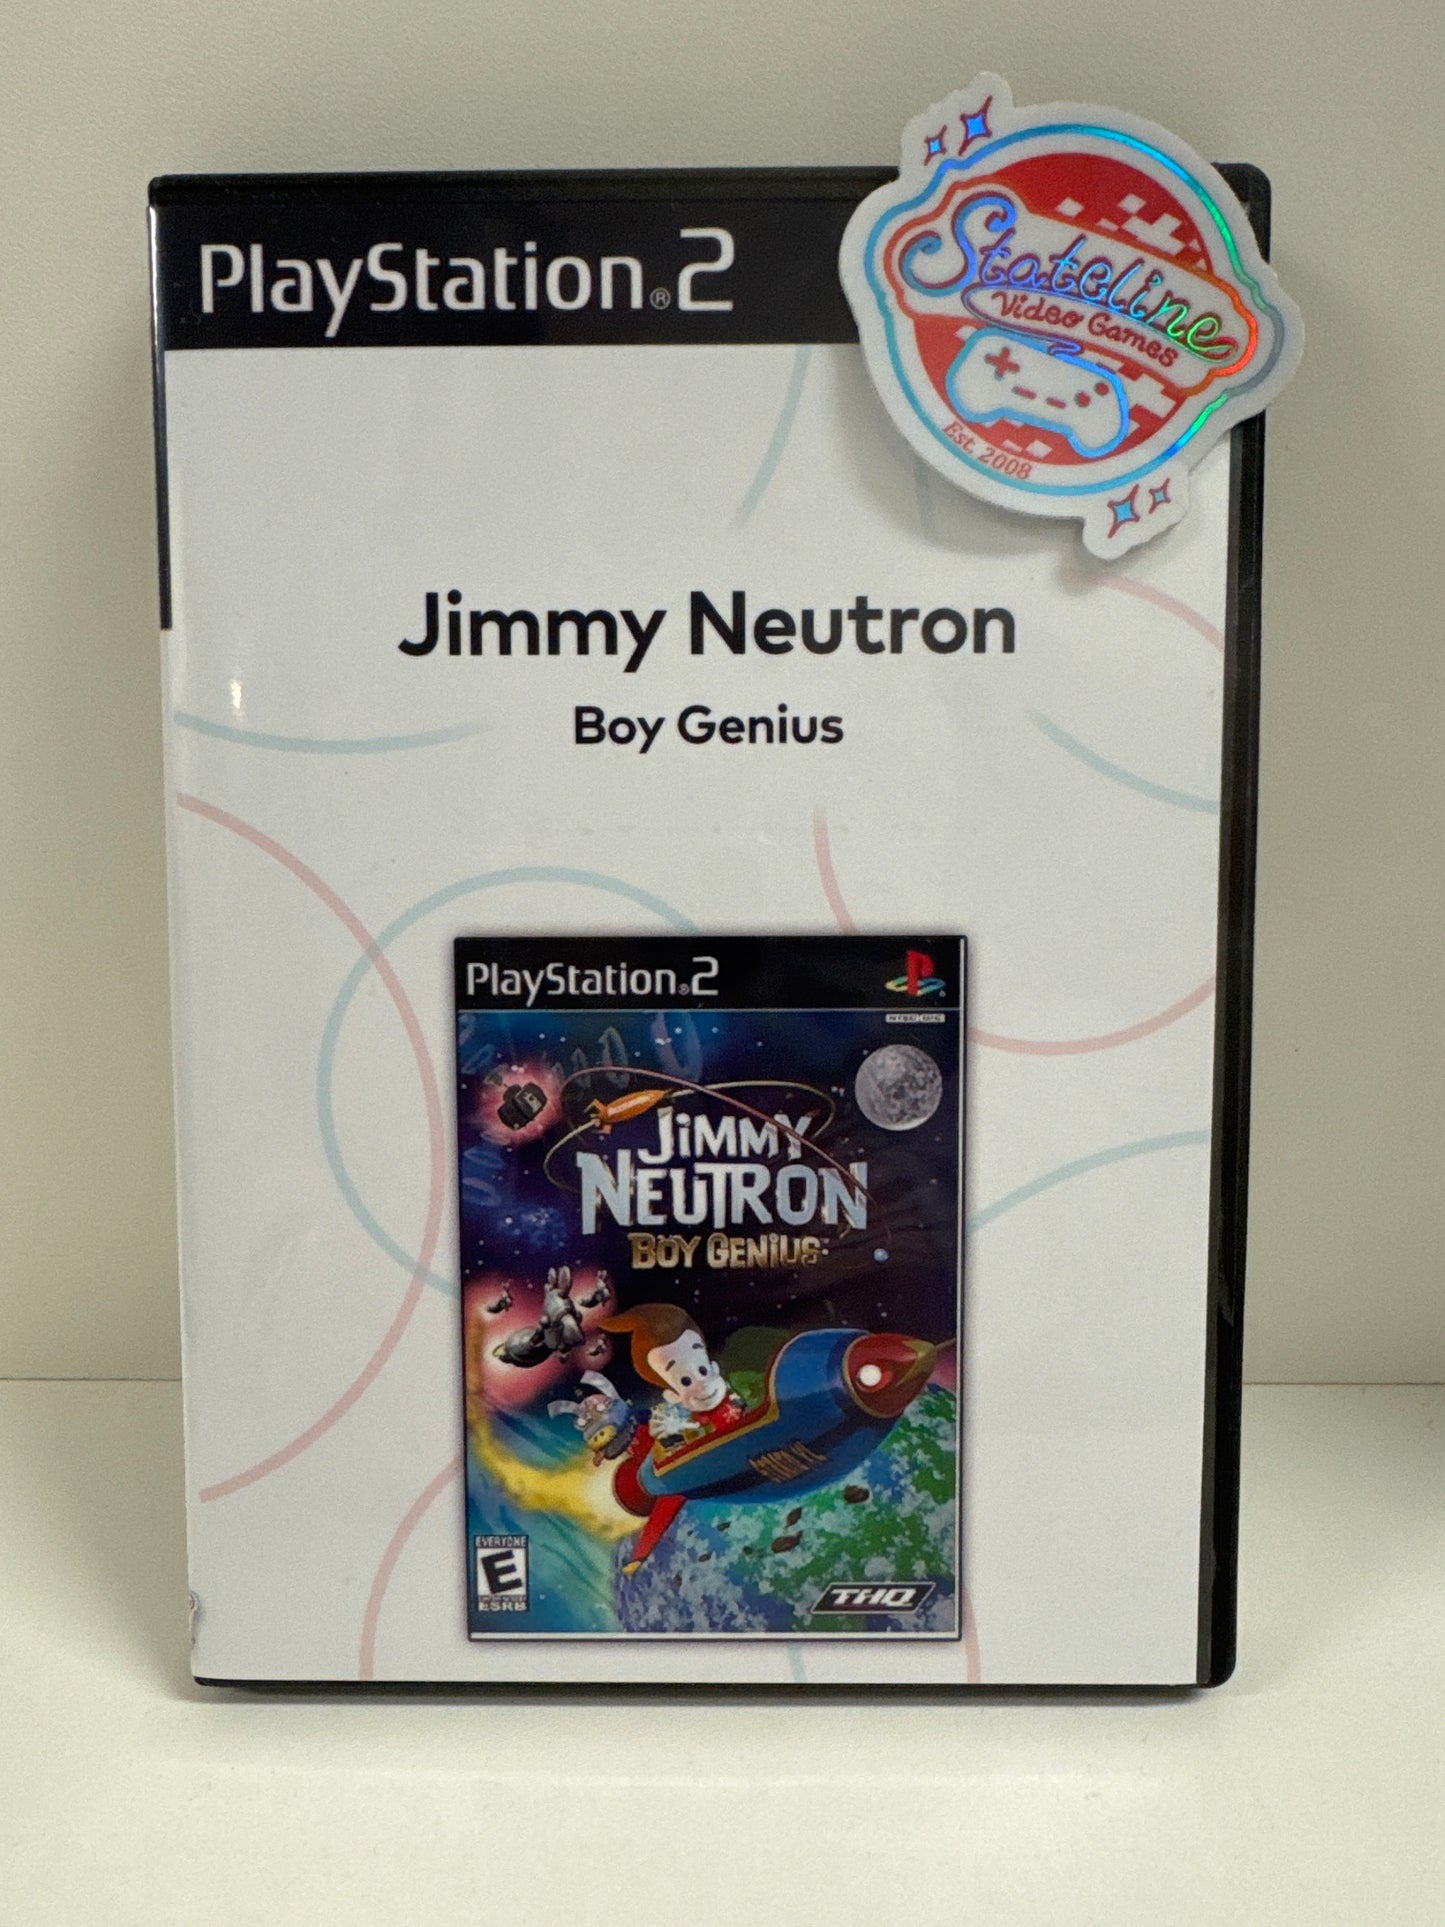 PlayStation®2
Stateline
Video Games
Est. 2008
Jimmy Neutron
Boy Genius
PlayStation®2
JIMMY
NEUTRON
BOY GENIUS
EVERYONE
E
ESRB
THQ